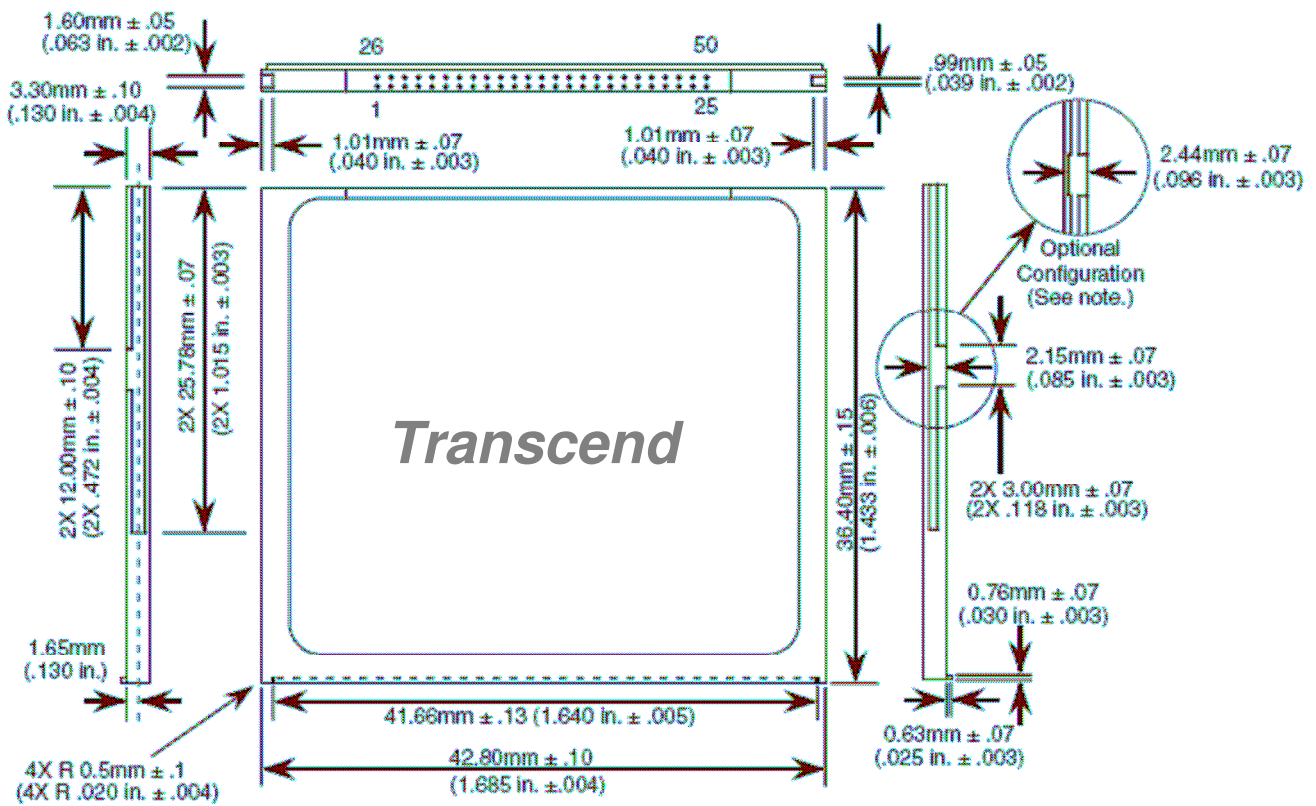 1.60mm ± .05
(.063 in. ± .002)
26
50
.99mm ± .05
(.039 in. ± .002)
3.30mm ± .10
(.130 in. ± .004)
1
25
1.01mm ± .07
(.040 in. ± .003)
1.01mm ± .07
(.040 in. ± .003)
2.44mm ± .07
(.096 in. ± .003)
Optional
Configuration
(See note.)
2X 12.00mm ± .10
(2X .472 in. ± .004)
2X 25.78mm ± .07
(2X 1.015 in. ± .003)
Transcend
36.40mm ± .15
(1.433 in. ± .006)
2.15mm ± .07
(.085 in. ± .003)
2X 3.00mm ± .07
(2X .118 in. ± .003)
0.76mm ± .07
(.030 in. ± .003)
1.65mm
(.130 in.)
41.66mm ± .13 (1.640 in. ± .005)
0.63mm ± .07
(.025 in. ± .003)
42.80mm ± .10
(1.685 in. ± .004)
4X R 0.5mm ± .1
(4X R .020 in. ± .004)